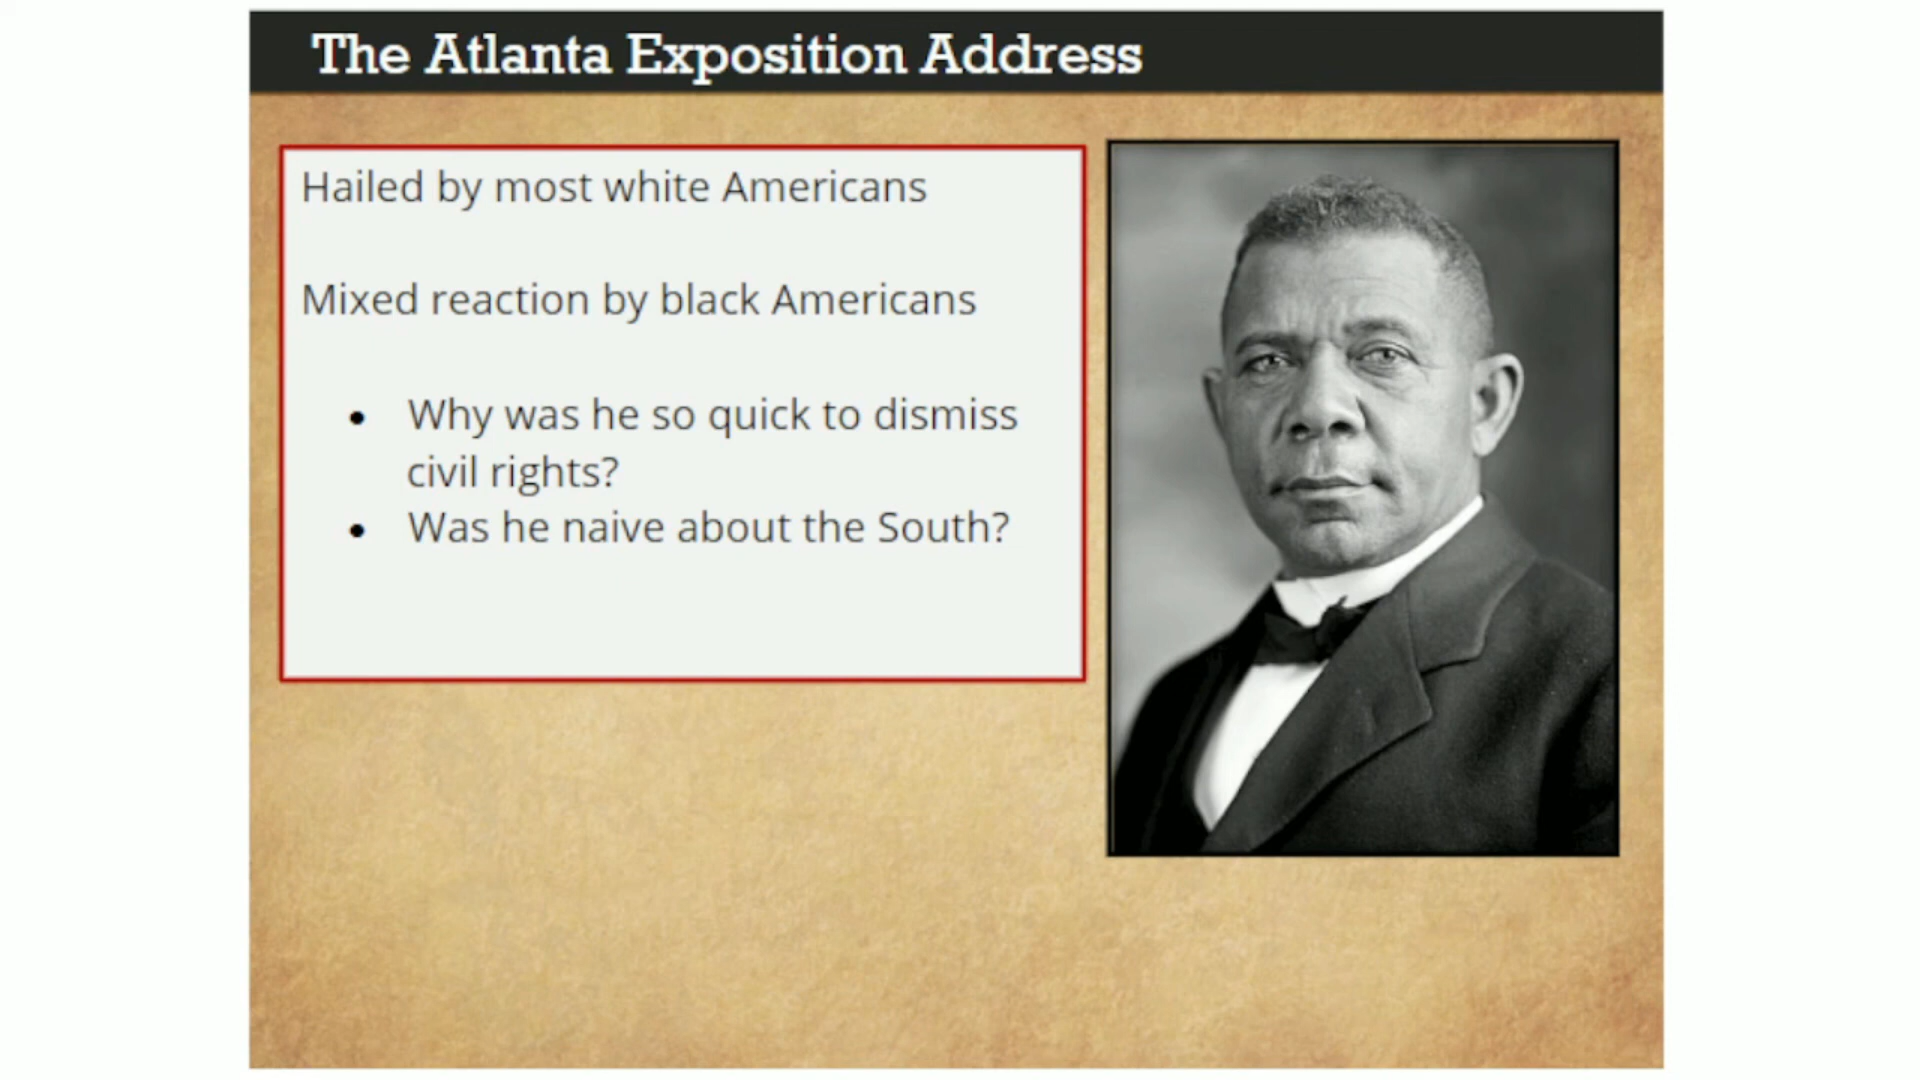 The Atlanta Exposition Address
Hailed by most white Americans
Mixed reaction by black Americans
• Why was he so quick to dismiss
civil rights?
• Was he naive about the South?